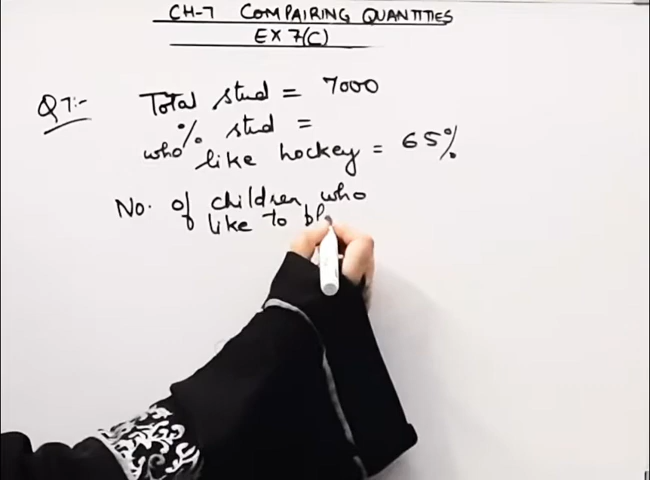 CH-7 COMPAIRING QUANTITIES
EX 7(C)
Q7:- Total stud = 7000
% stud =
who like hockey = 65%
No. of children who
like to pl